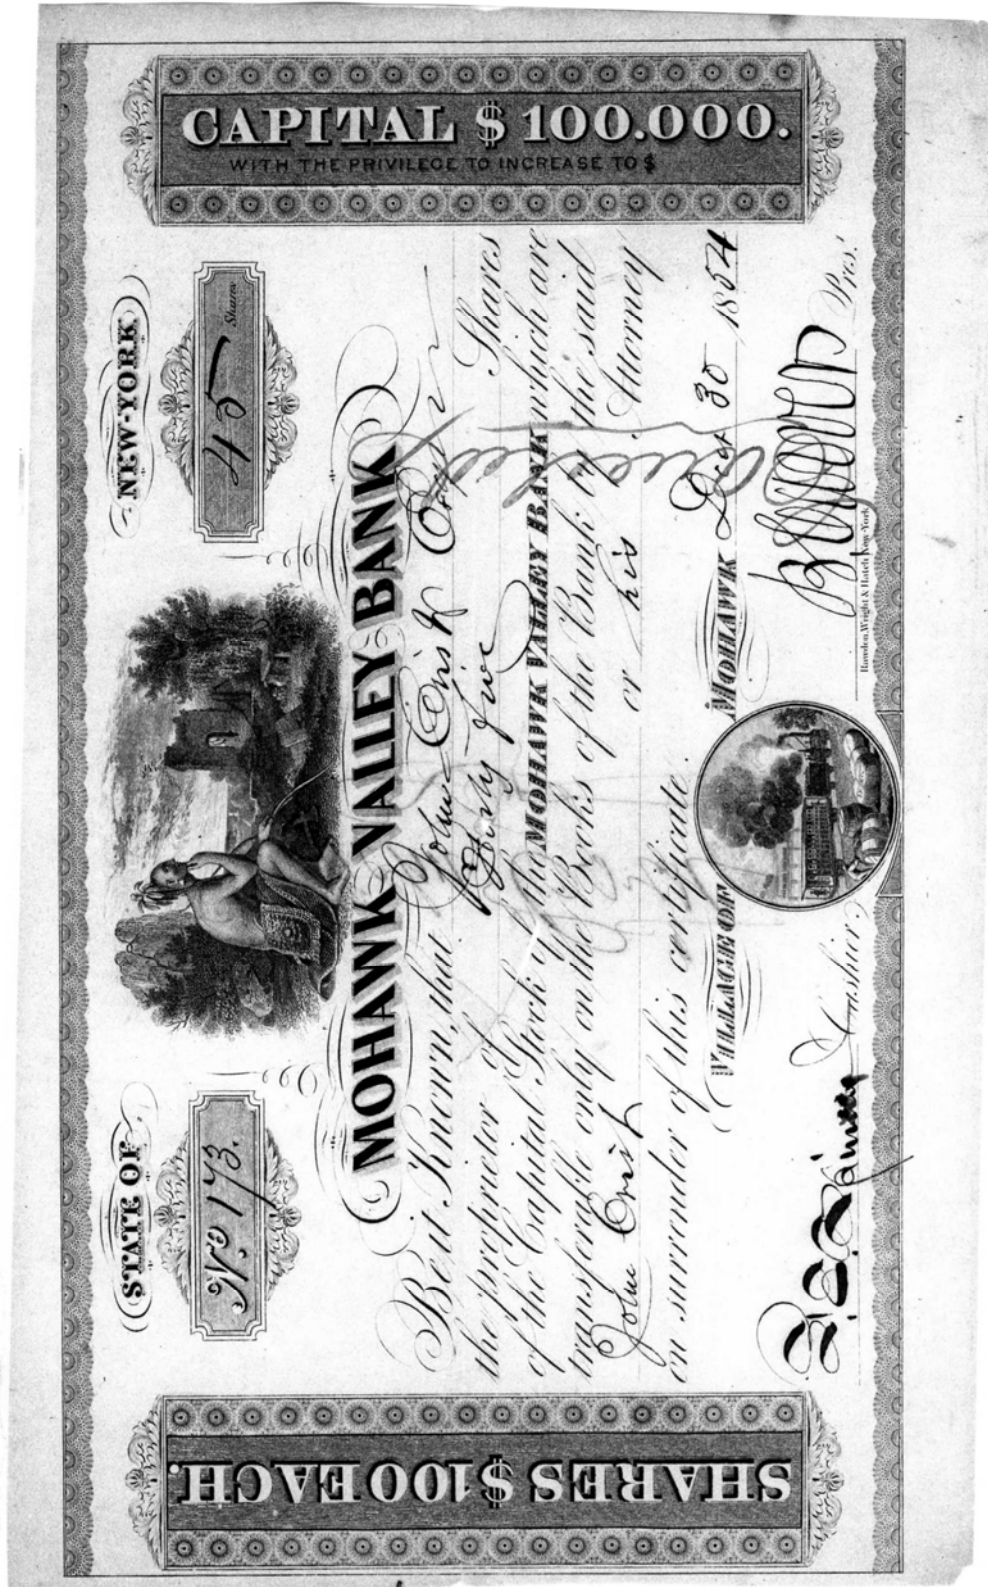 CAPITAL $ 100.000.
WITH THE PRIVILEGE TO INCREASE TO $
SHARES $100 EACH.
STATE OF NEW-YORK
No 173.
45 Shares
MOHAWK VALLEY BANK
Be it Known, that John Crist
the proprietor of Forty five Shares
of the Capital Stock of the MOHAWK VALLEY BANK which are
transferable only on the Books of the Bank by the said
John Crist or his Attorney
on surrender of this certificate.
VILLAGE OF MOHAWK 30 1854
Cashier
Pres.t
Rawdon, Wright & Hatch, New-York